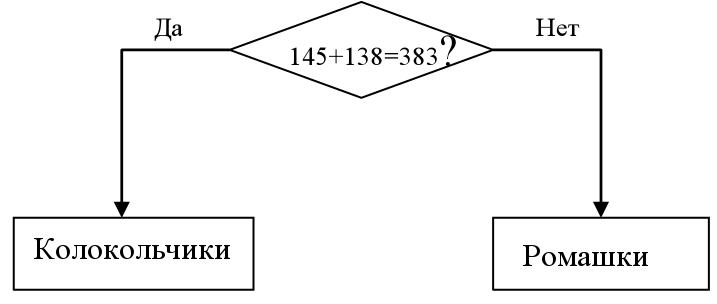 Да
Нет
145+138=383?
Колокольчики
Ромашки